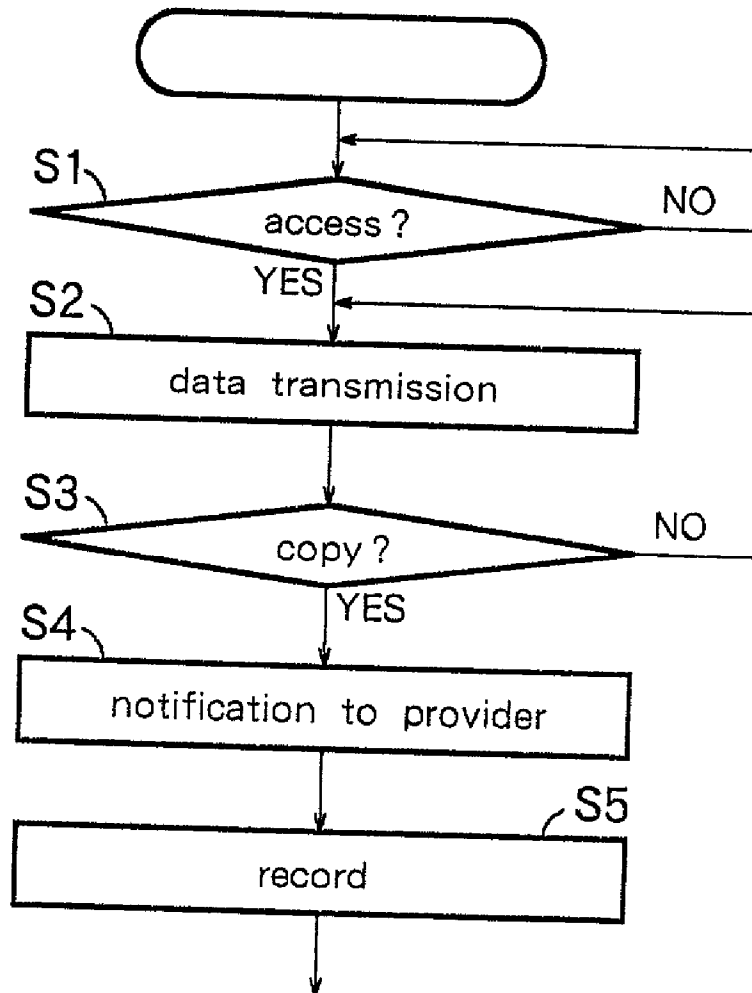 S1
access?
NO
YES
S2
data transmission
S3
copy?
NO
YES
S4
notification to provider
S5
record